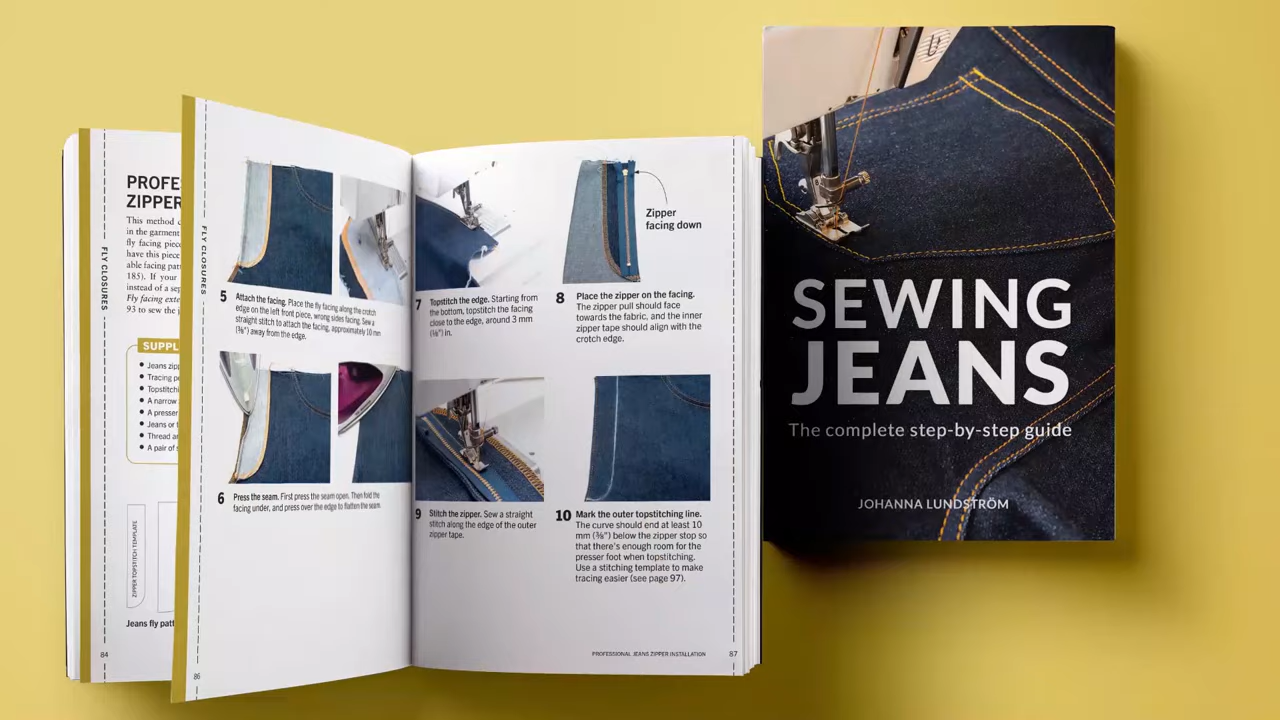 PROFE
ZIPPER
This method c
in the garment
fly facing piec
have this piece
able facing pat
185). If your
instead of a sep
Fly facing exte
93 to sew the i
FLY CLOSURES
SUPPL
Jeans zipp
Tracing p
Topstitch
A narrow
A presser
Jeans or t
Thread a
A pair of s
ZIPPER TOPSTITCH TEMPLATE
Jeans fly patt
84
FLY CLOSURES
5 Attach the facing. Place the fly facing along the crotch
edge on the left front piece, wrong sides facing. Sew a
straight stitch to attach the facing, approximately 10 mm
(⅜") away from the edge.
6 Press the seam. First press the seam open. Then fold the
facing under, and press over the edge to flatten the seam.
86
7 Topstitch the edge. Starting from
the bottom, topstitch the facing
close to the edge, around 3 mm
(⅛") in.
Zipper
facing down
8 Place the zipper on the facing.
The zipper pull should face
towards the fabric, and the inner
zipper tape should align with the
crotch edge.
9 Stitch the zipper. Sew a straight
stitch along the edge of the outer
zipper tape.
10 Mark the outer topstitching line.
The curve should end at least 10
mm (⅜") below the zipper stop so
that there's enough room for the
presser foot when topstitching.
Use a stitching template to make
tracing easier (see page 97).
PROFESSIONAL JEANS ZIPPER INSTALLATION 87
SEWING
JEANS
The complete step-by-step guide
JOHANNA LUNDSTRÖM